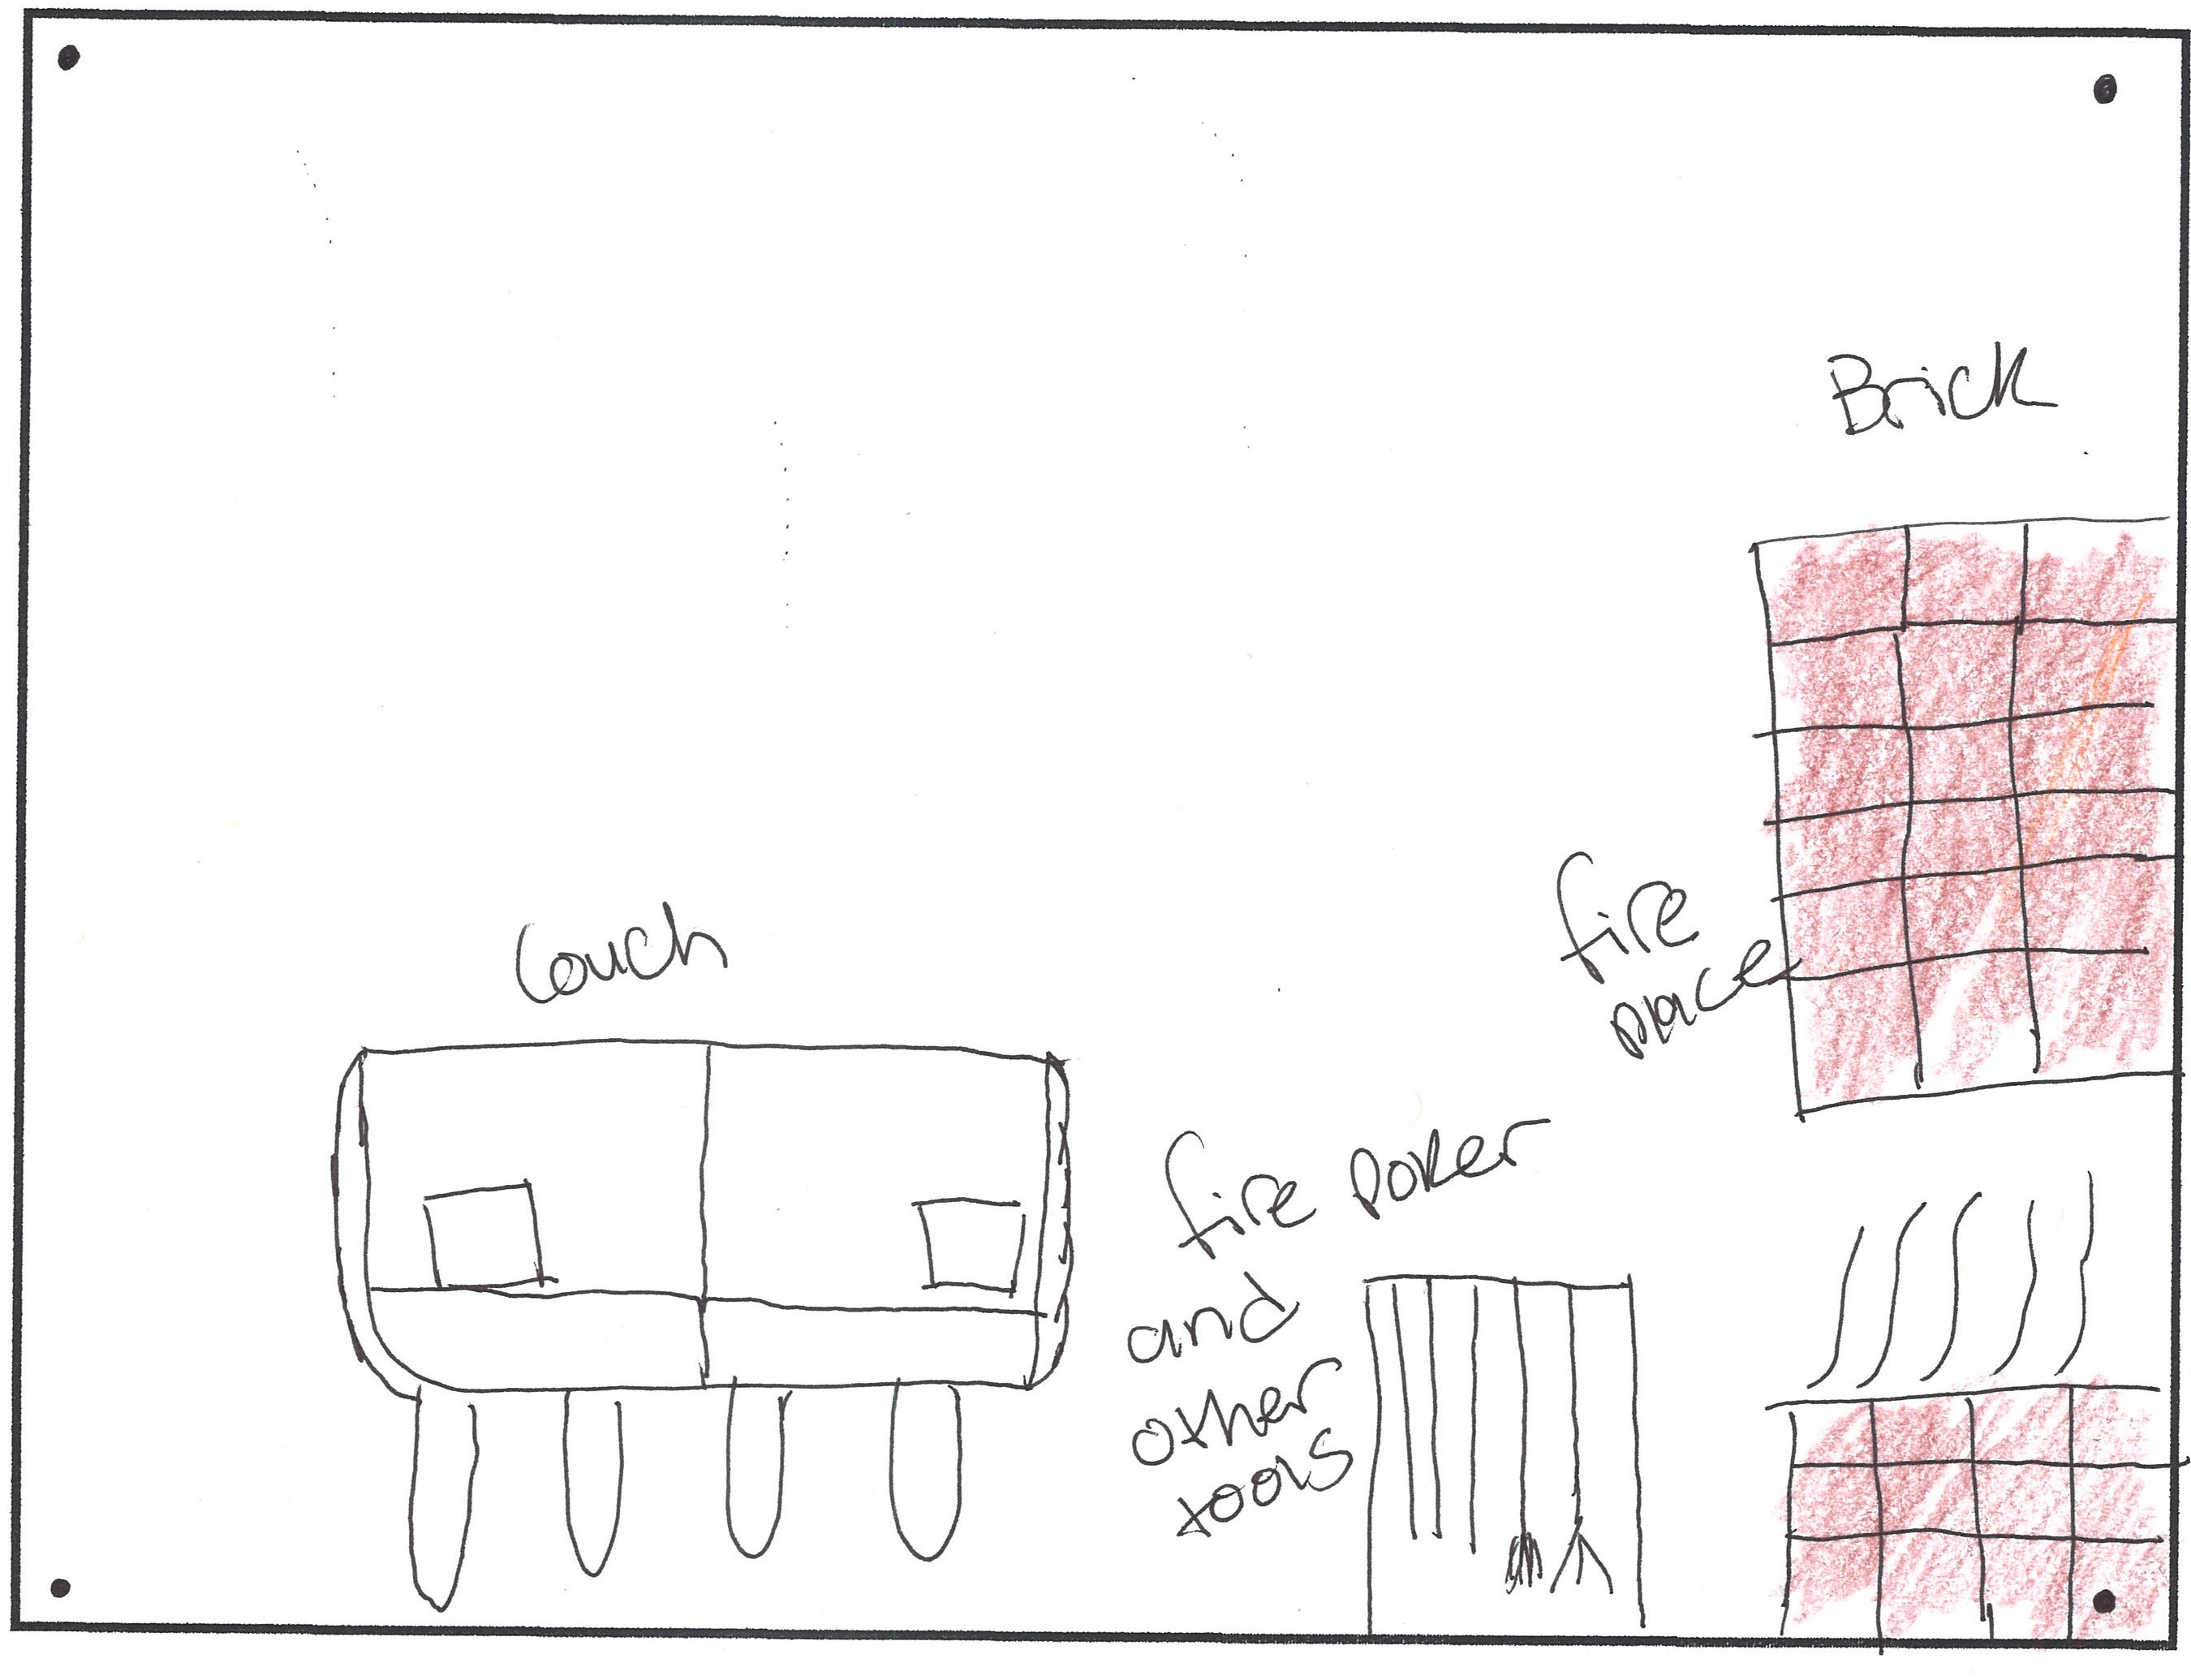 Brick
fire
place
Couch
fire poker
and
other
tools